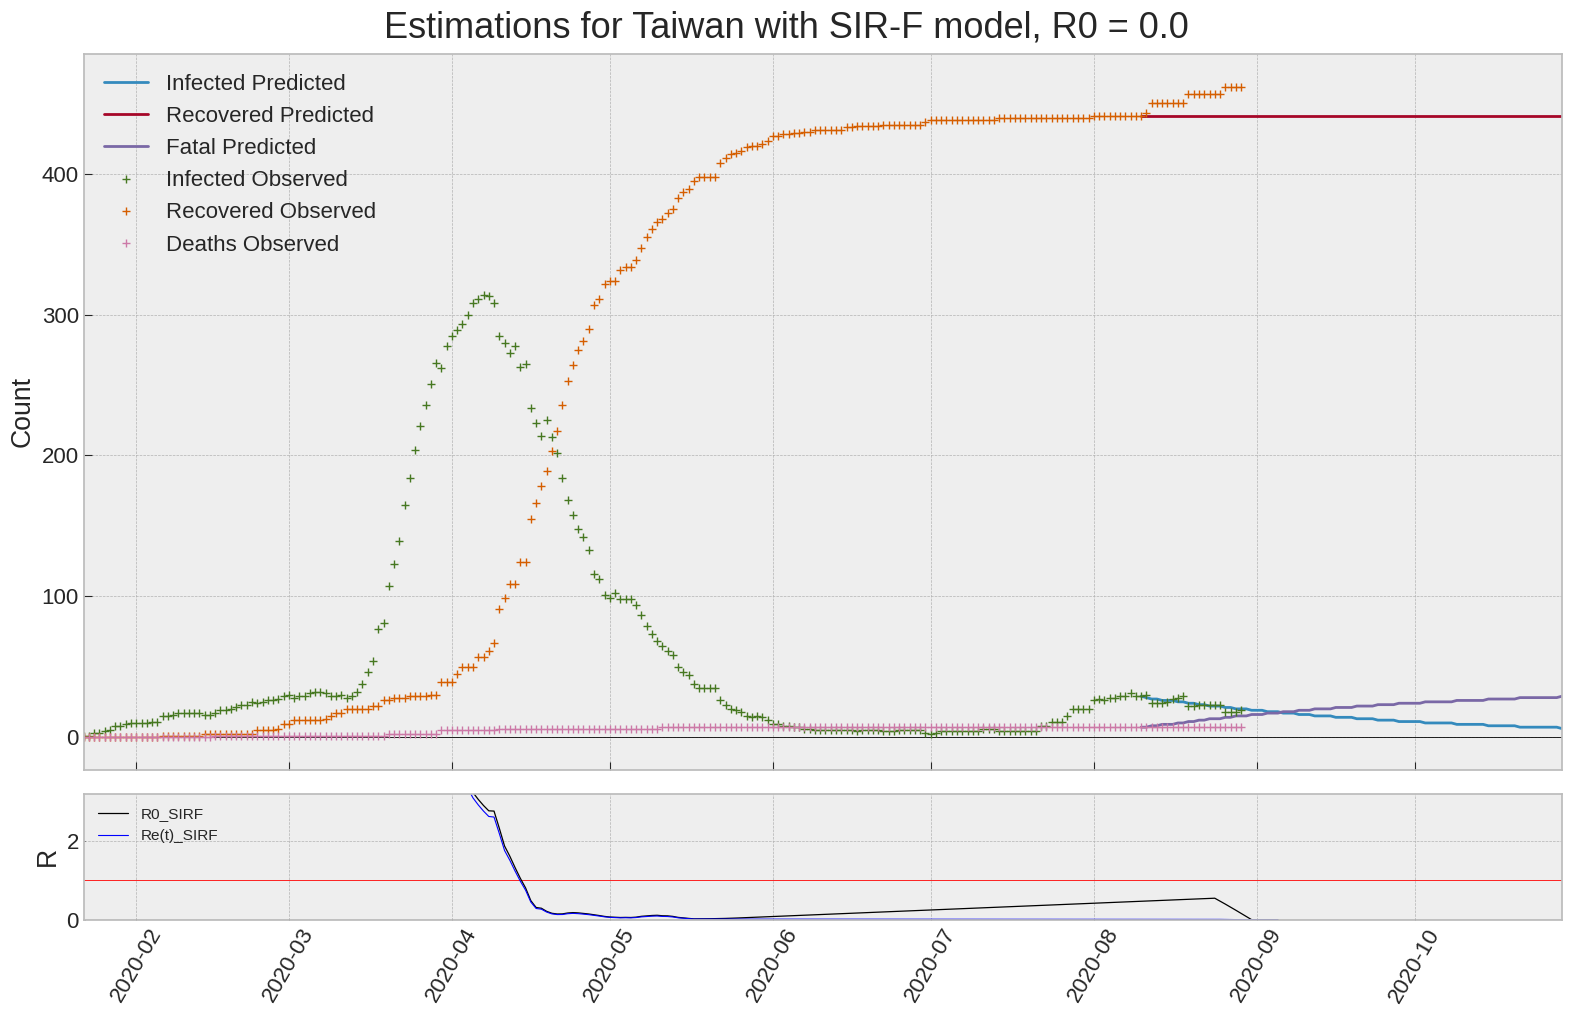 Estimations for Taiwan with SIR-F model, R0 = 0.0
Infected Predicted
Recovered Predicted
Fatal Predicted
Infected Observed
Recovered Observed
Deaths Observed
Count
400
300
200
100
0
R0_SIRF
Re(t)_SIRF
R
2
0
2020-02
2020-03
2020-04
2020-05
2020-06
2020-07
2020-08
2020-09
2020-10